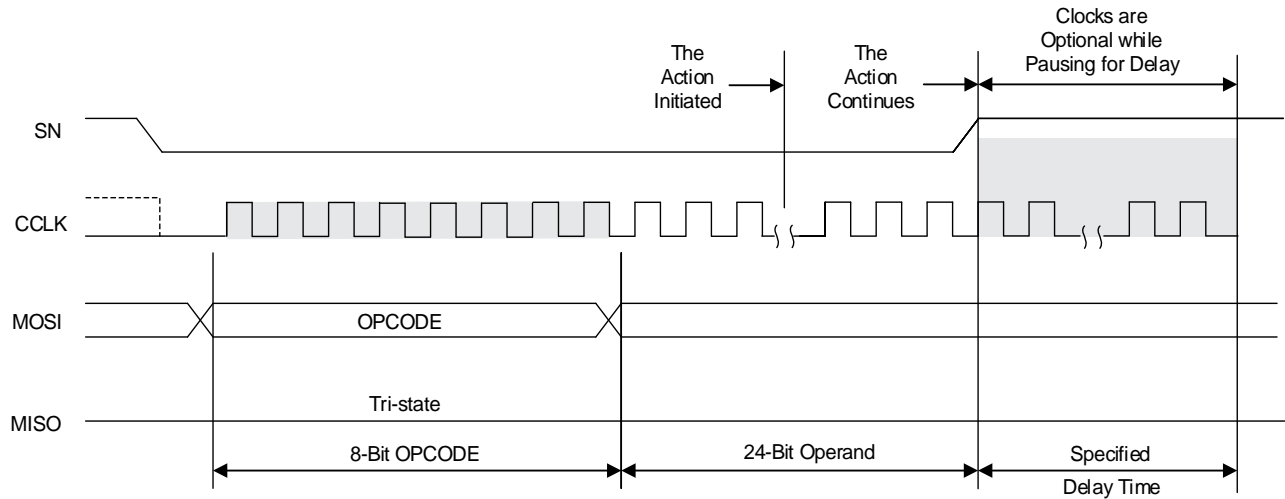 Clocks are
Optional while
Pausing for Delay
The
Action
Initiated
The
Action
Continues
SN
CCLK
MOSI
OPCODE
MISO
Tri-state
8-Bit OPCODE
24-Bit Operand
Specified
Delay Time